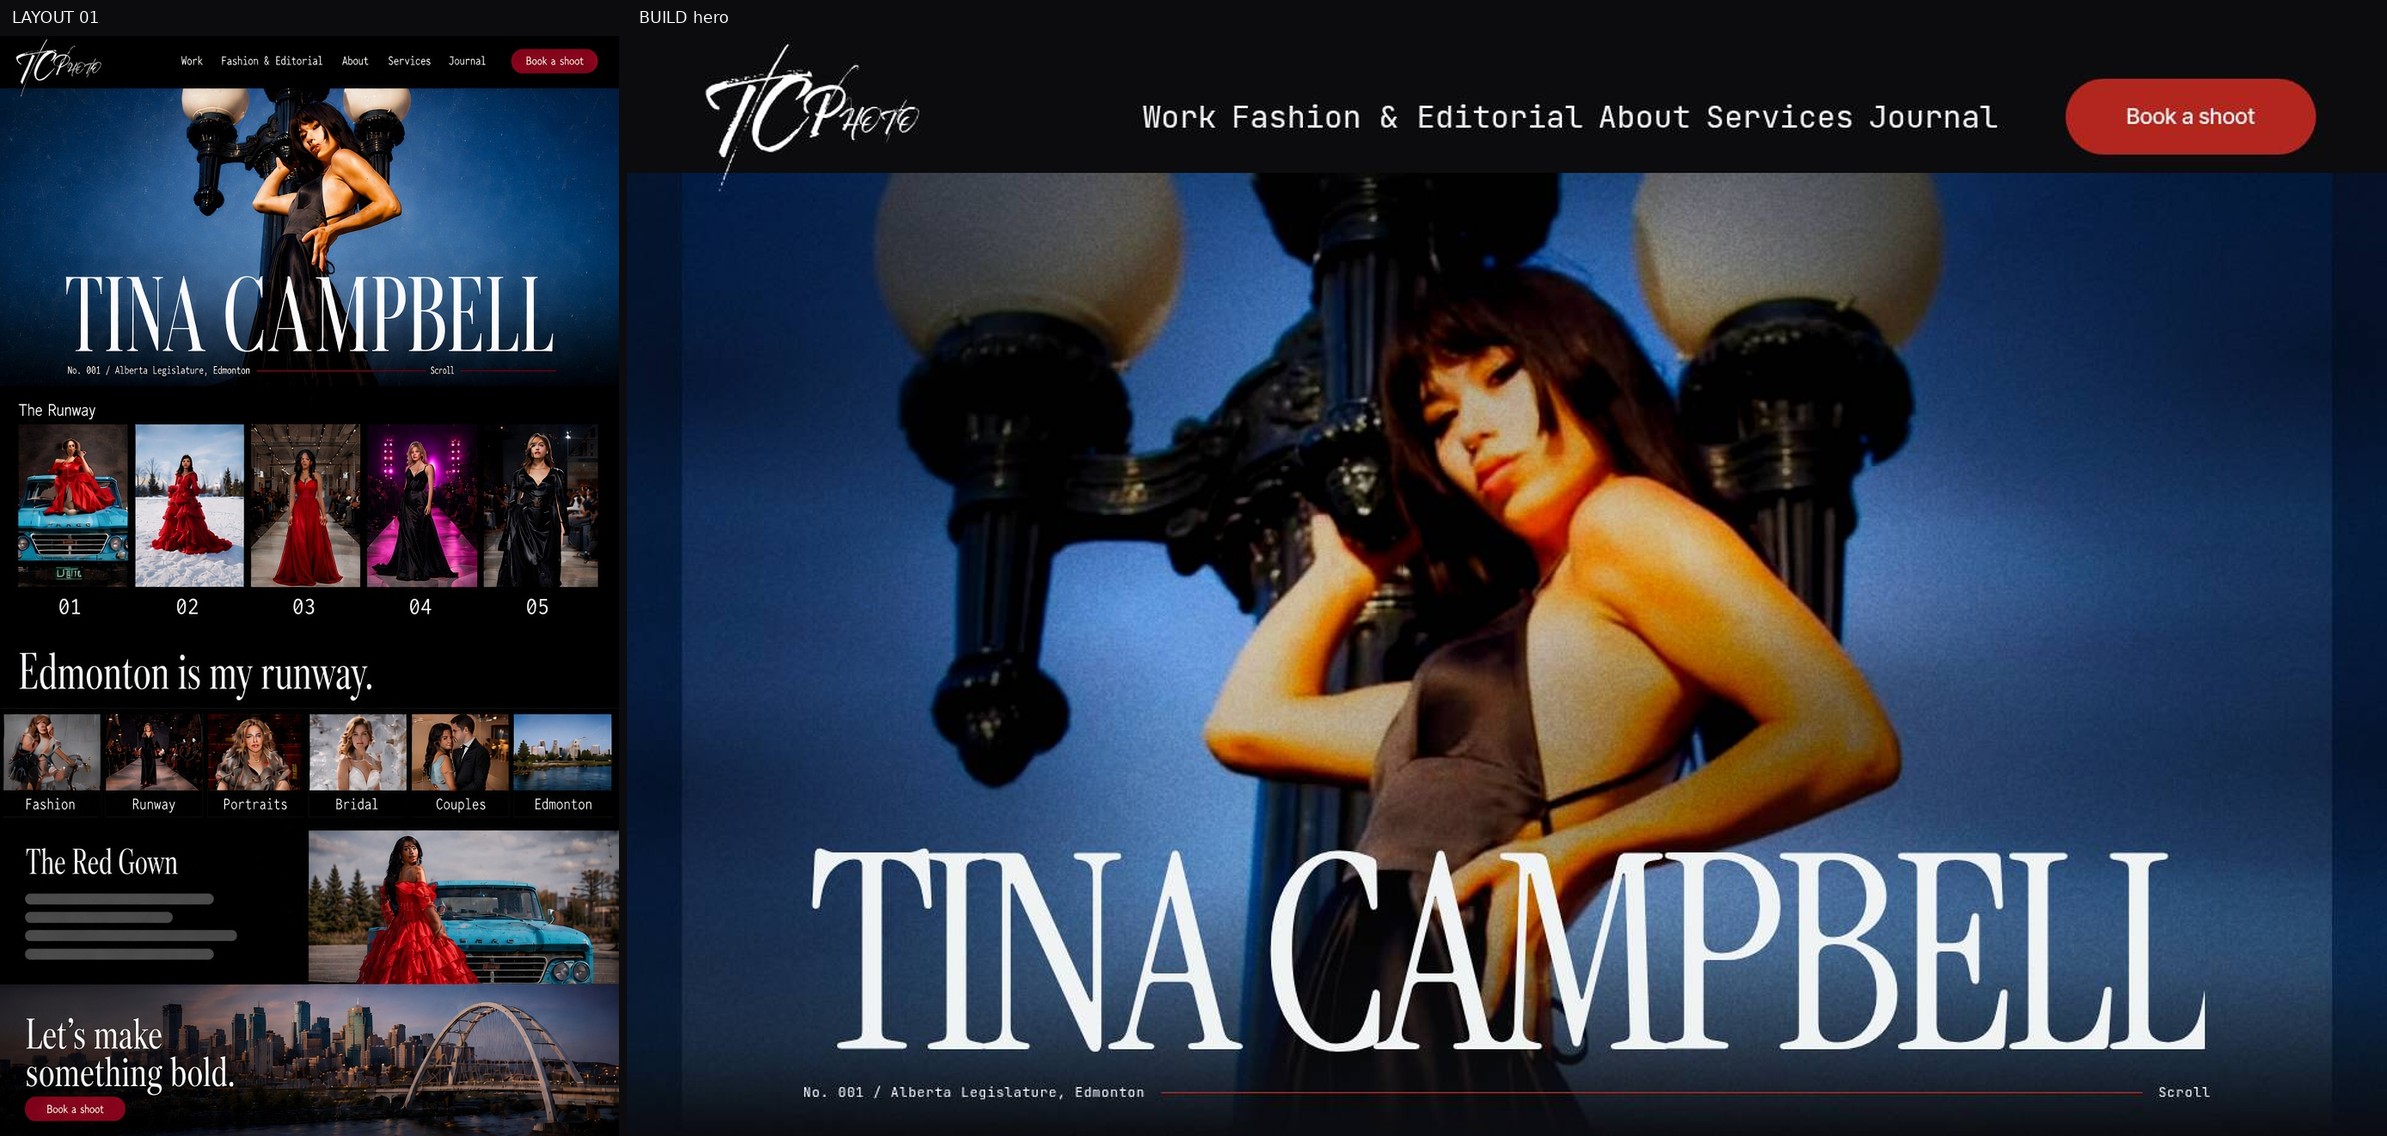 LAYOUT 01
TCPHOTO
Work Fashion & Editorial About Services Journal Book a shoot
TINA CAMPBELL
No. 001 / Alberta Legislature, Edmonton Scroll
The Runway
01 02 03 04 05
Edmonton is my runway.
Fashion Runway Portraits Bridal Couples Edmonton
The Red Gown
Let's make
something bold.
Book a shoot
BUILD hero
TCPHOTO
Work Fashion & Editorial About Services Journal Book a shoot
TINA CAMPBELL
No. 001 / Alberta Legislature, Edmonton Scroll